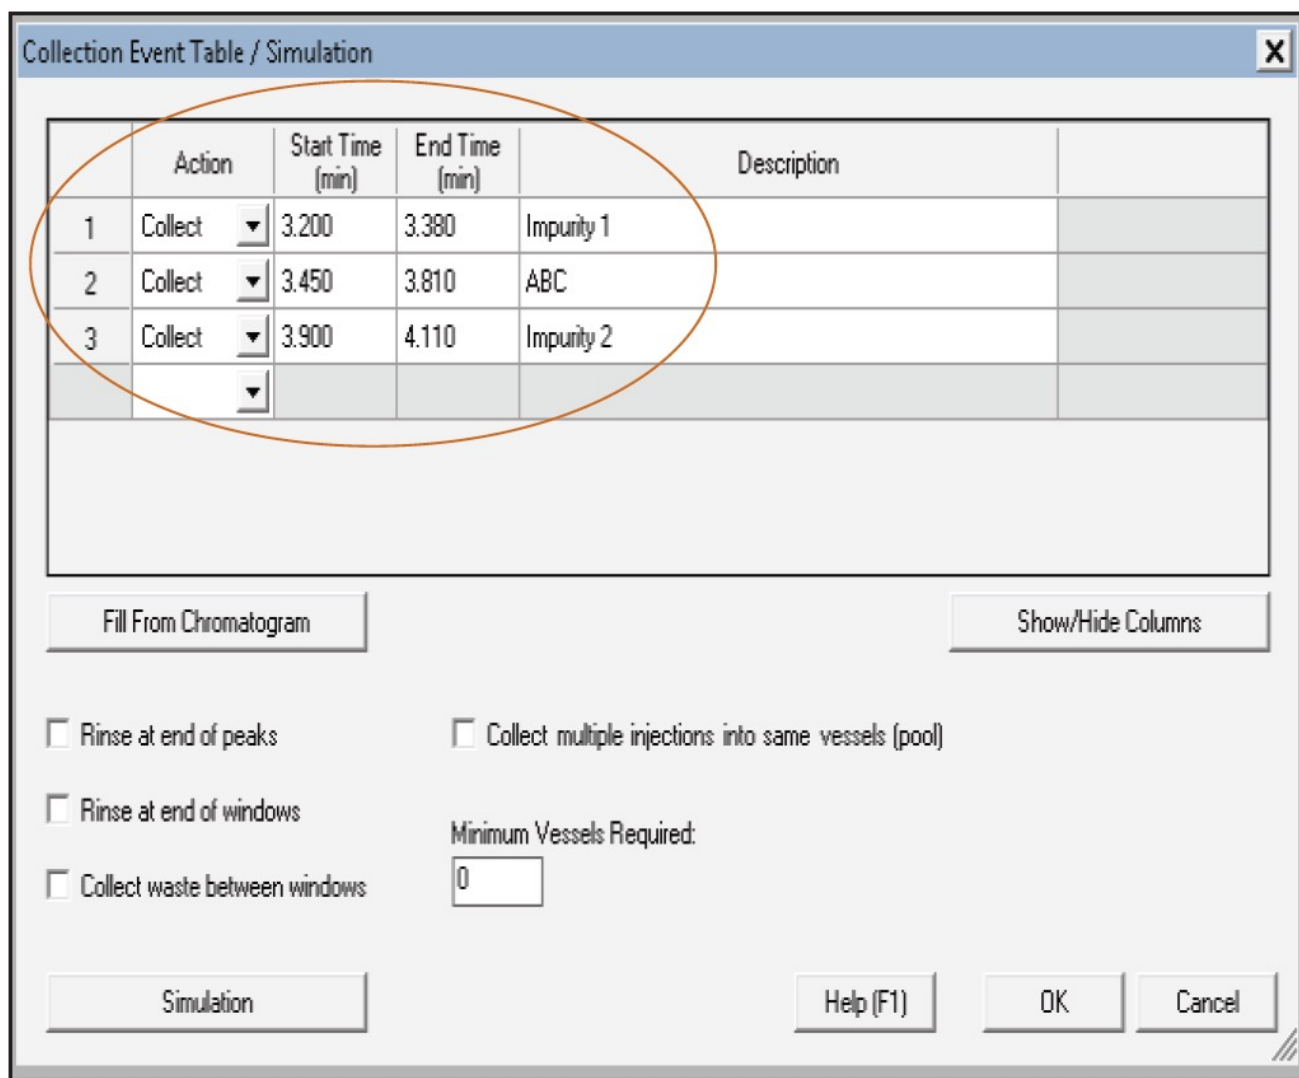 Collection Event Table / Simulation
X
Action Start Time (min) End Time (min) Description
1 Collect 3.200 3.380 Impurity 1
2 Collect 3.450 3.810 ABC
3 Collect 3.900 4.110 Impurity 2
Fill From Chromatogram Show/Hide Columns
Rinse at end of peaks Collect multiple injections into same vessels (pool)
Rinse at end of windows
Minimum Vessels Required:
Collect waste between windows 0
Simulation Help (F1) OK Cancel